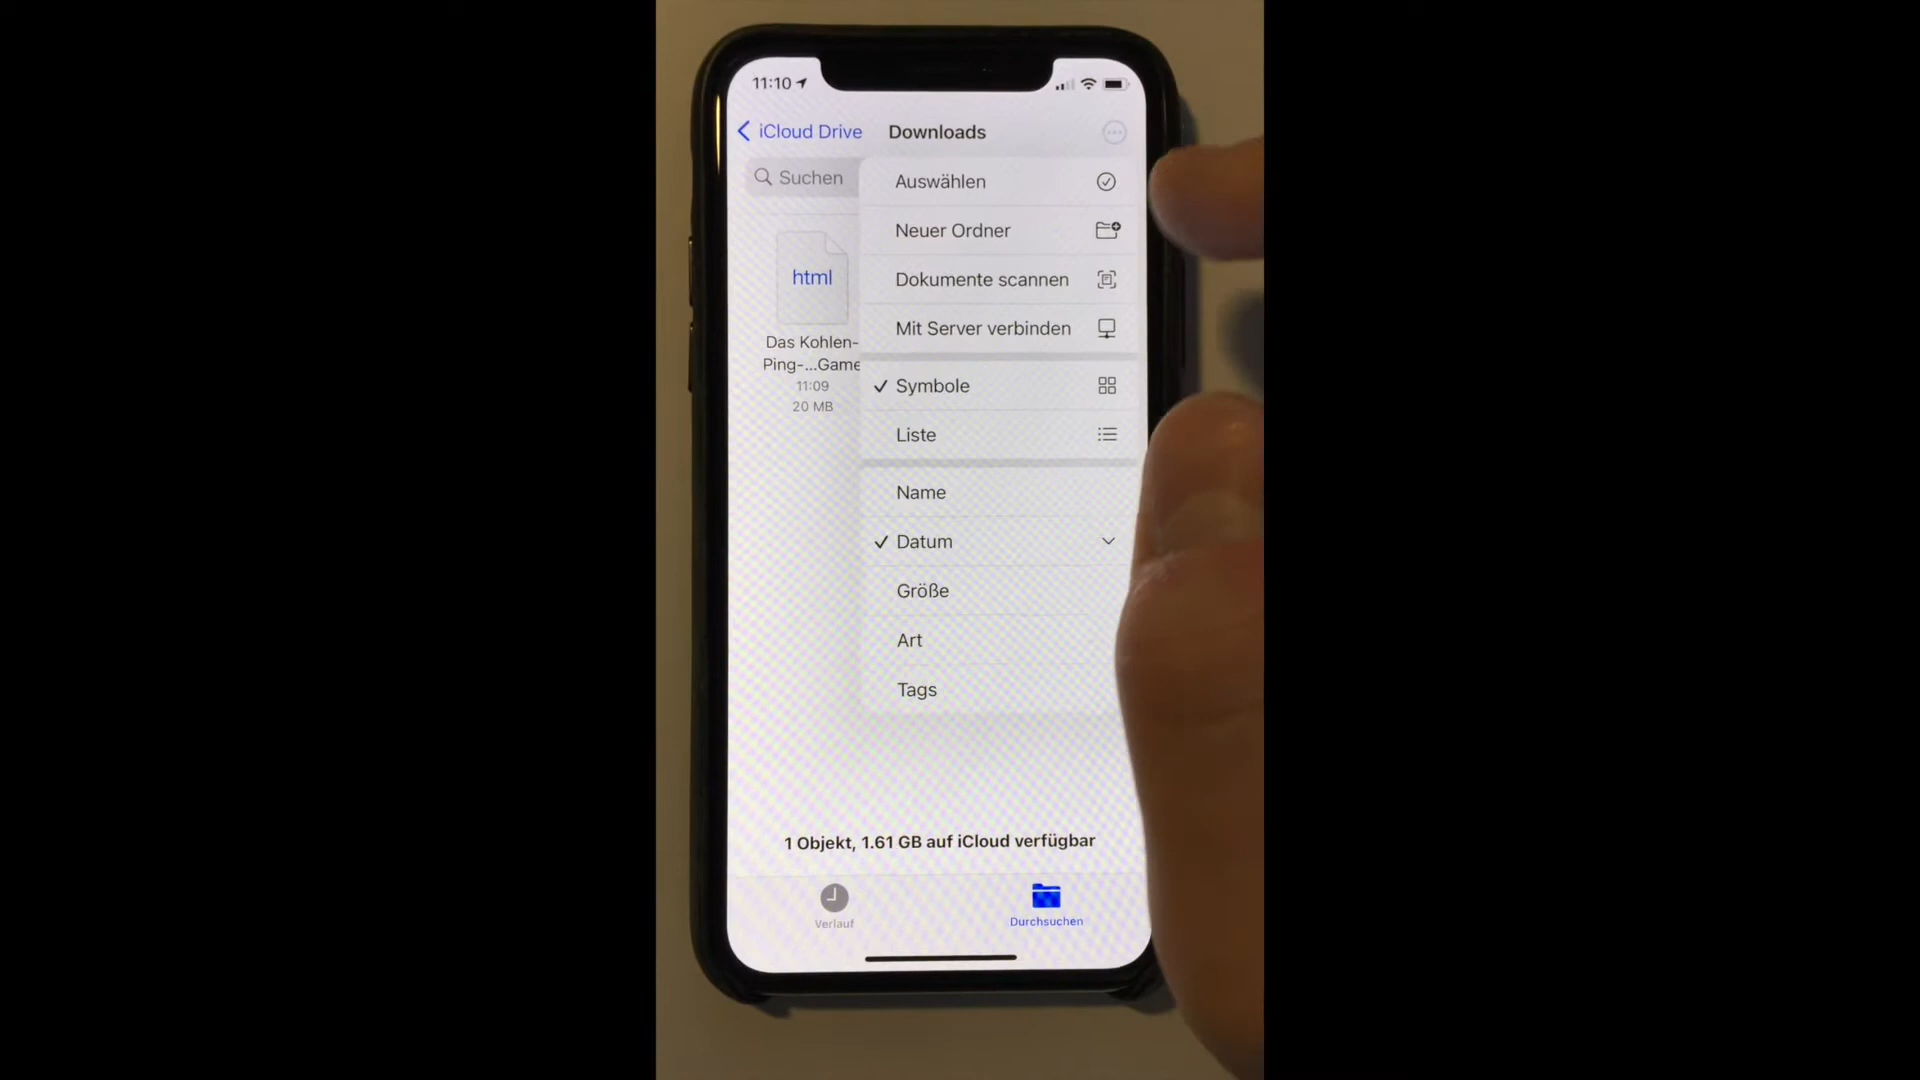 11:10
iCloud Drive
Downloads
Suchen
Auswählen
Neuer Ordner
Dokumente scannen
Mit Server verbinden
Symbole
Liste
Name
Datum
Größe
Art
Tags
html
Das Kohlen-
Ping-...Game
11:09
20 MB
1 Objekt, 1.61 GB auf iCloud verfügbar
Verlauf
Durchsuchen